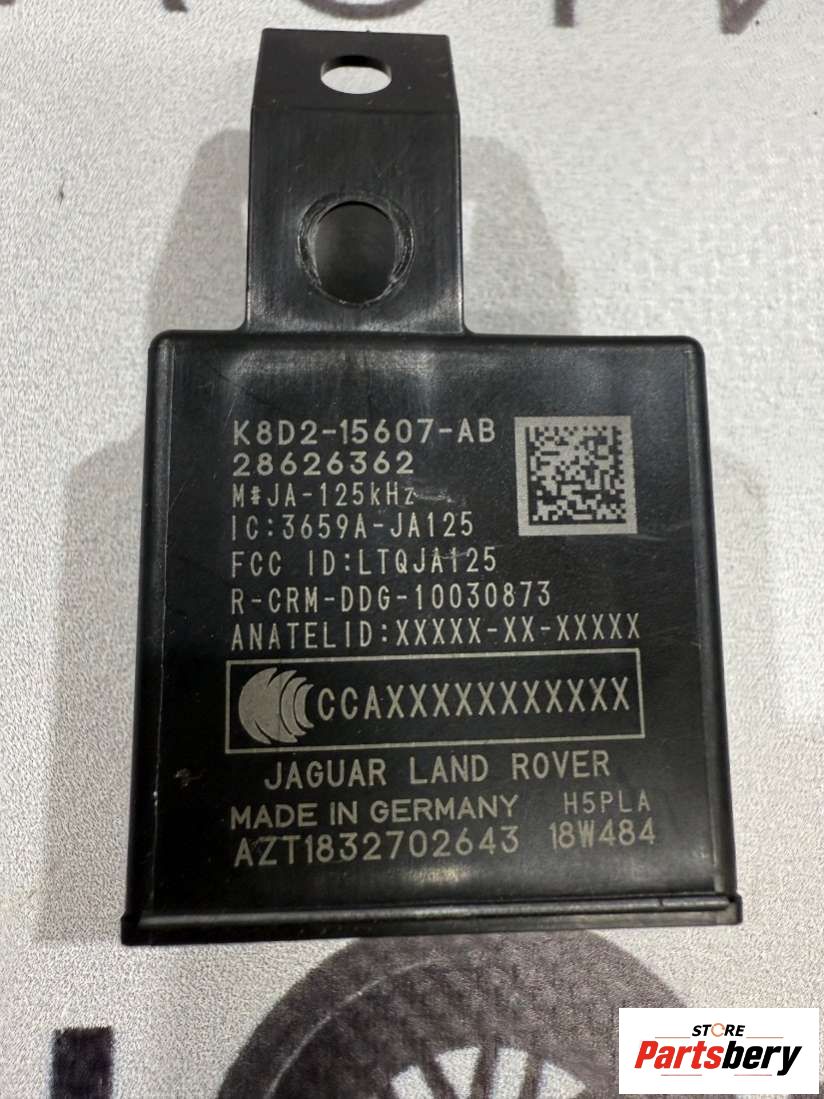 K8D2-15607-AB
28626362
M#JA-125kHz
IC:3659A-JA125
FCC ID:LTQJA125
R-CRM-DDG-10030873
ANATELID:XXXXX-XX-XXXXX
CCAXXXXXXXXXXXX
JAGUAR LAND ROVER
MADE IN GERMANY H5PLA
AZT1832702643 18W484
STORE
Partsbery